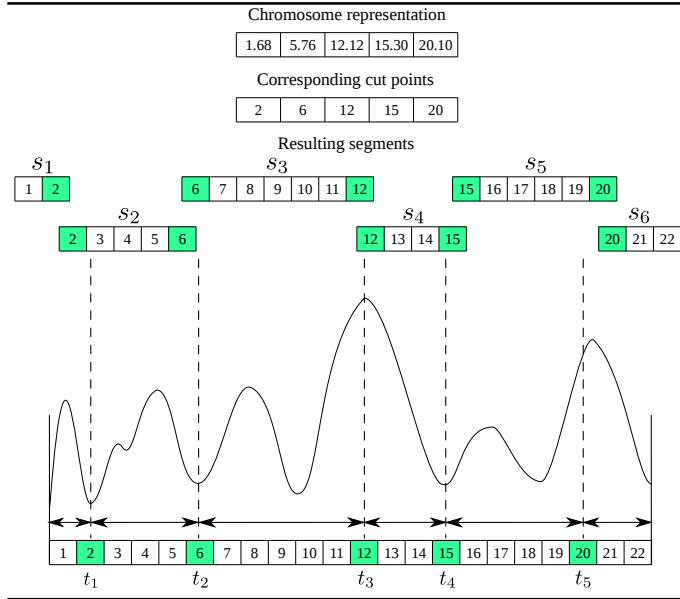 Chromosome representation
1.68 5.76 12.12 15.30 20.10
Corresponding cut points
2 6 12 15 20
Resulting segments
s1 s3 s5
1 2 6 7 8 9 10 11 12 15 16 17 18 19 20
s2 s4 s6
2 3 4 5 6 12 13 14 15 20 21 22
1 2 3 4 5 6 7 8 9 10 11 12 13 14 15 16 17 18 19 20 21 22
t1 t2 t3 t4 t5